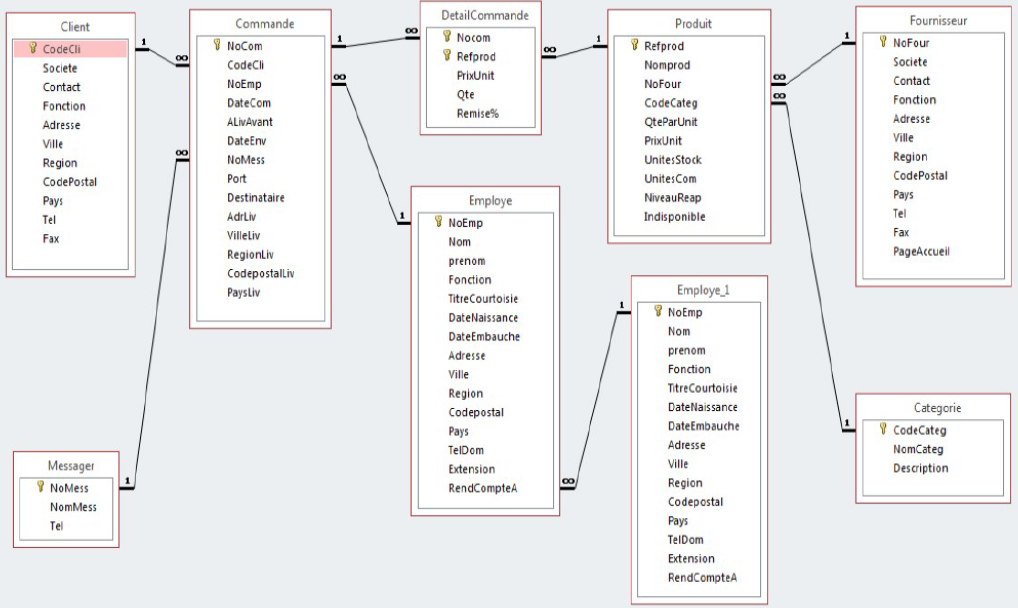 Client
CodeCli
Societe
Contact
Fonction
Adresse
Ville
Region
CodePostal
Pays
Tel
Fax
1
∞
∞
Commande
NoCom
CodeCli
NoEmp
DateCom
ALivAvant
DateEnv
NoMess
Port
Destinataire
AdrLiv
VilleLiv
RegionLiv
CodepostalLiv
PaysLiv
1
∞
∞
DetailCommande
Nocom
Refprod
PrixUnit
Qte
Remise%
∞
1
Produit
Refprod
Nomprod
NoFour
CodeCateg
QteParUnit
PrixUnit
UnitesStock
UnitesCom
NiveauReap
Indisponible
∞
∞
1
Fournisseur
NoFour
Societe
Contact
Fonction
Adresse
Ville
Region
CodePostal
Pays
Tel
Fax
PageAccueil
1
Employe
NoEmp
Nom
prenom
Fonction
TitreCourtoisie
DateNaissance
DateEmbauche
Adresse
Ville
Region
Codepostal
Pays
TelDom
Extension
RendCompteA
∞
1
Employe_1
NoEmp
Nom
prenom
Fonction
TitreCourtoisie
DateNaissance
DateEmbauche
Adresse
Ville
Region
Codepostal
Pays
TelDom
Extension
RendCompteA
1
Categorie
CodeCateg
NomCateg
Description
Messager
NoMess
NomMess
Tel
1